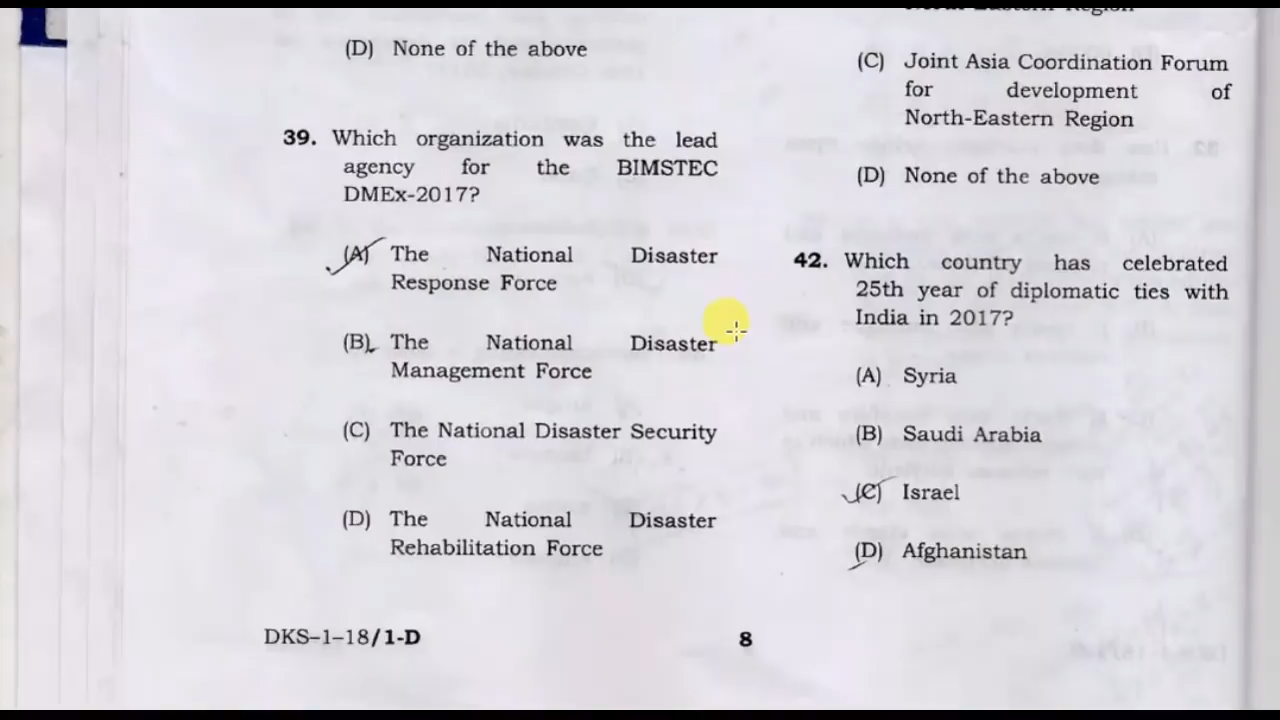 (D) None of the above
39. Which organization was the lead
agency for the BIMSTEC
DMEx-2017?
(A) The National Disaster
Response Force
(B) The National Disaster
Management Force
(C) The National Disaster Security
Force
(D) The National Disaster
Rehabilitation Force
North-Eastern Region
(C) Joint Asia Coordination Forum
for development of
North-Eastern Region
(D) None of the above
42. Which country has celebrated
25th year of diplomatic ties with
India in 2017?
(A) Syria
(B) Saudi Arabia
(C) Israel
(D) Afghanistan
DKS-1-18/1-D
8